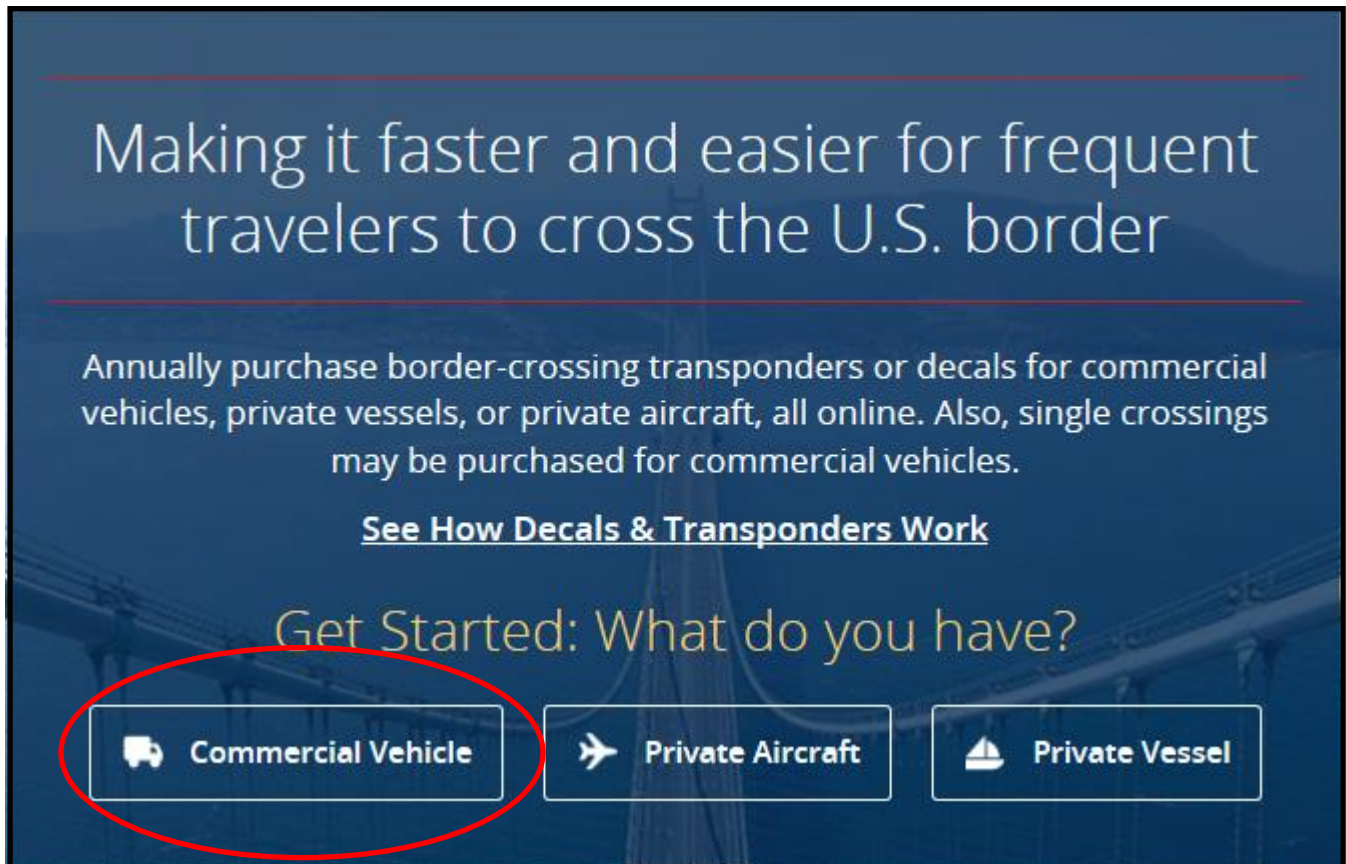 Making it faster and easier for frequent
travelers to cross the U.S. border
Annually purchase border-crossing transponders or decals for commercial
vehicles, private vessels, or private aircraft, all online. Also, single crossings
may be purchased for commercial vehicles.
See How Decals & Transponders Work
Get Started: What do you have?
Commercial Vehicle
Private Aircraft
Private Vessel